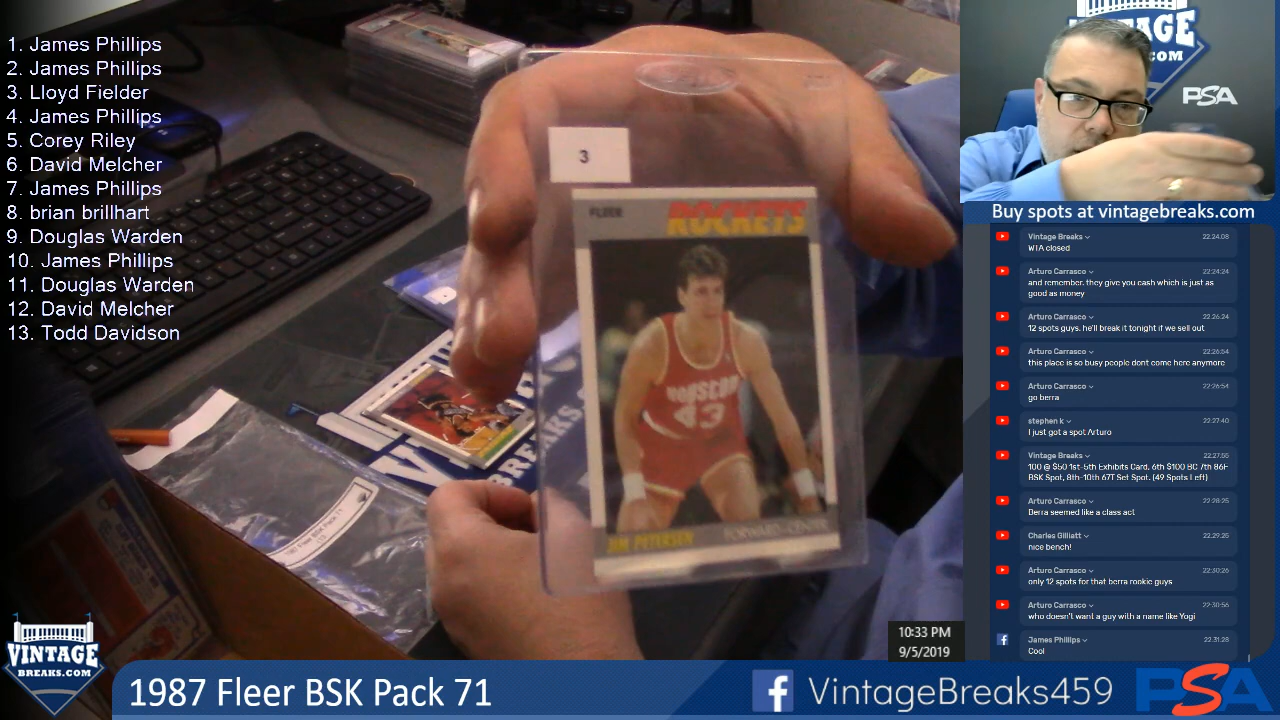 1. James Phillips
2. James Phillips
3. Lloyd Fielder
4. James Phillips
5. Corey Riley
6. David Melcher
7. James Phillips
8. brian brillhart
9. Douglas Warden
10. James Phillips
11. Douglas Warden
12. David Melcher
13. Todd Davidson
3
FLEER
ROCKETS
HOUSTON
43
JIM PETERSEN
FORWARD-CENTER
1987 Fleer BSK Pack 71
BREAKS.
VINTAGE
.COM
PSA
Buy spots at vintagebreaks.com
Vintage Breaks 22:24:08
WTA closed
Arturo Carrasco 22:24:24
and remember. they give you cash which is just as
good as money
Arturo Carrasco 22:26:24
12 spots guys. he'll break it tonight if we sell out
Arturo Carrasco 22:26:54
this place is so busy people dont come here anymore
Arturo Carrasco 22:26:54
go berra
stephen k 22:27:40
I just got a spot Arturo
Vintage Breaks 22:27:55
100 @ $50 1st-5th Exhibits Card, 6th $100 BC 7th 86F
BSK Spot, 8th-10th 67T Set Spot. (49 Spots Left)
Arturo Carrasco 22:28:25
Berra seemed like a class act
Charles Gilliatt 22:29:25
nice bench!
Arturo Carrasco 22:30:26
only 12 spots for that berra rookie guys
Arturo Carrasco 22:30:56
who doesn't want a guy with a name like Yogi
James Phillips 22:31:28
Cool
10:33 PM
9/5/2019
VINTAGE
BREAKS.COM
1987 Fleer BSK Pack 71
f VintageBreaks459
PSA